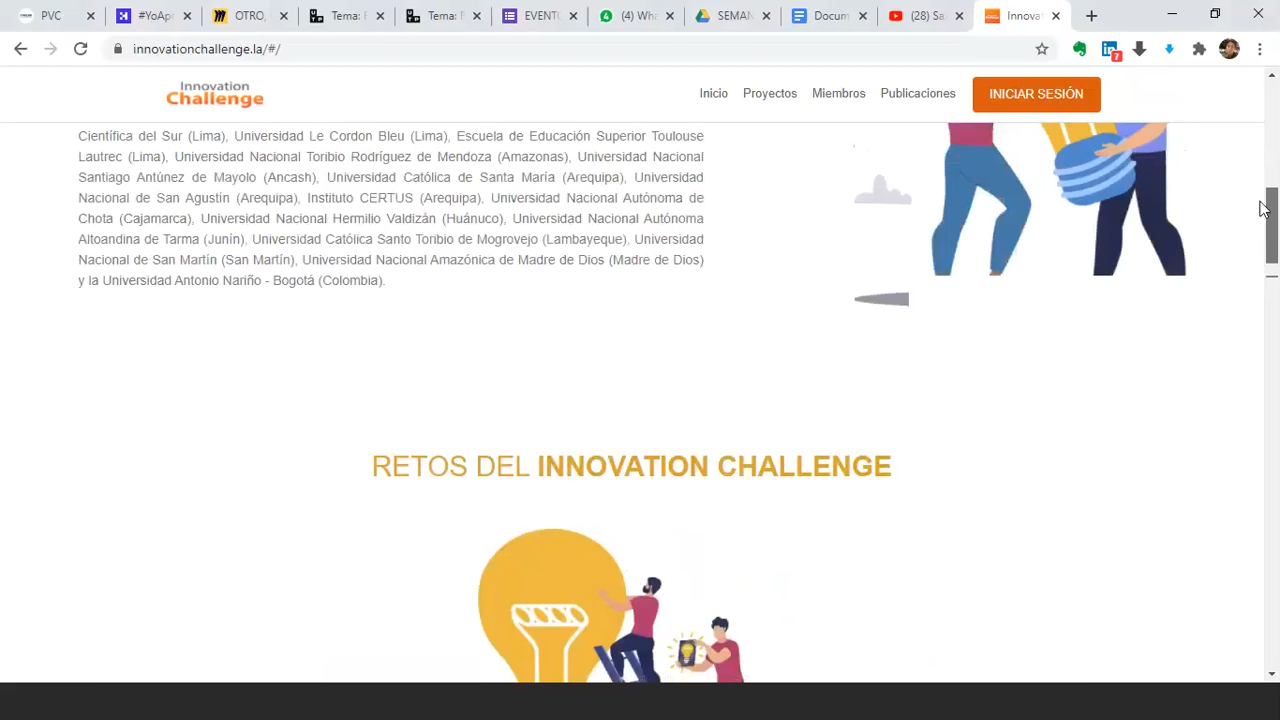 PVC
#YoApr
OTRO,
Tema: F
Tema: F
EVENTU
(4) Wha
SEMAN
Docum
(28) Sa
Innovat
innovationchallenge.la/#/
7
Innovation
Challenge
Inicio
Proyectos
Miembros
Publicaciones
INICIAR SESIÓN
Científica del Sur (Lima), Universidad Le Cordon Bleu (Lima), Escuela de Educación Superior Toulouse
Lautrec (Lima), Universidad Nacional Toribio Rodríguez de Mendoza (Amazonas), Universidad Nacional
Santiago Antúnez de Mayolo (Ancash), Universidad Católica de Santa María (Arequipa), Universidad
Nacional de San Agustín (Arequipa), Instituto CERTUS (Arequipa), Universidad Nacional Autónoma de
Chota (Cajamarca), Universidad Nacional Hermilio Valdizán (Huánuco), Universidad Nacional Autónoma
Altoandina de Tarma (Junín), Universidad Católica Santo Toribio de Mogrovejo (Lambayeque), Universidad
Nacional de San Martín (San Martín), Universidad Nacional Amazónica de Madre de Dios (Madre de Dios)
y la Universidad Antonio Nariño - Bogotá (Colombia).
RETOS DEL INNOVATION CHALLENGE